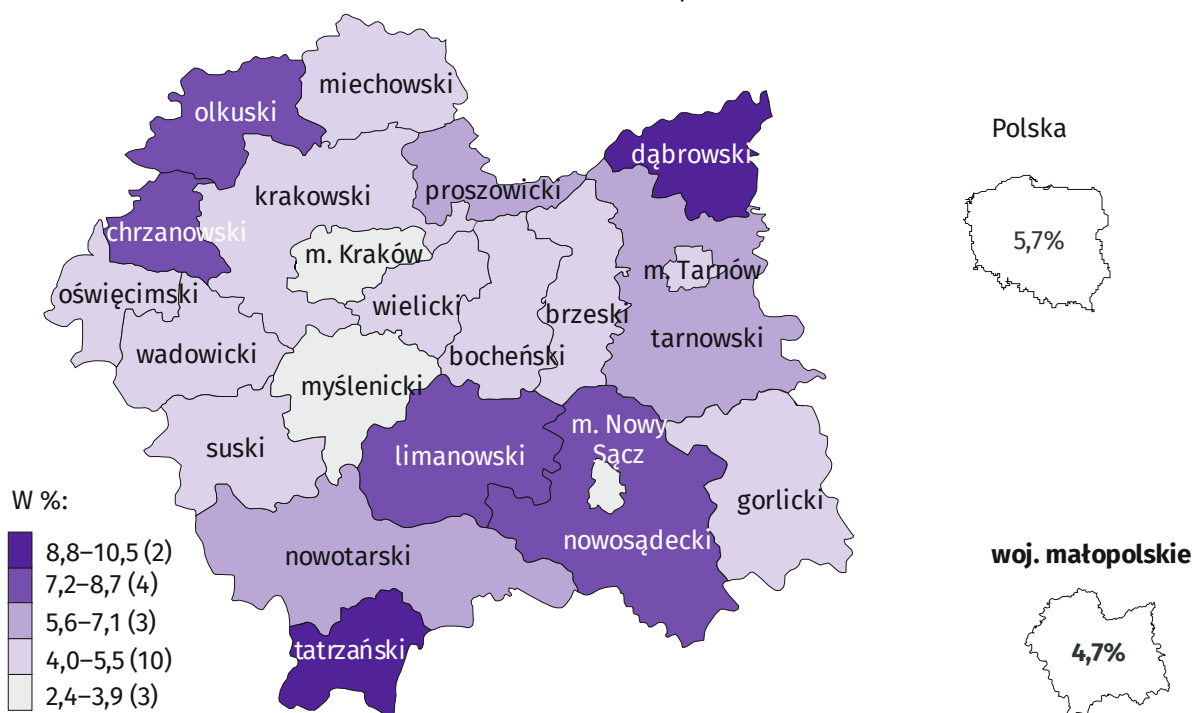 miechowski
olkuski
dąbrowski
Polska
krakowski
proszowicki
chrzanowski
m. Kraków
5,7%
m. Tarnów
oświęcimski
wielicki
brzeski
wadowicki
bocheński
tarnowski
myślenicki
m. Nowy
Sącz
suski
limanowski
gorlicki
W %:
nowotarski
nowosądecki
8,8–10,5 (2)
7,2–8,7 (4)
5,6–7,1 (3)
4,0–5,5 (10)
2,4–3,9 (3)
woj. małopolskie
tatrzański
4,7%